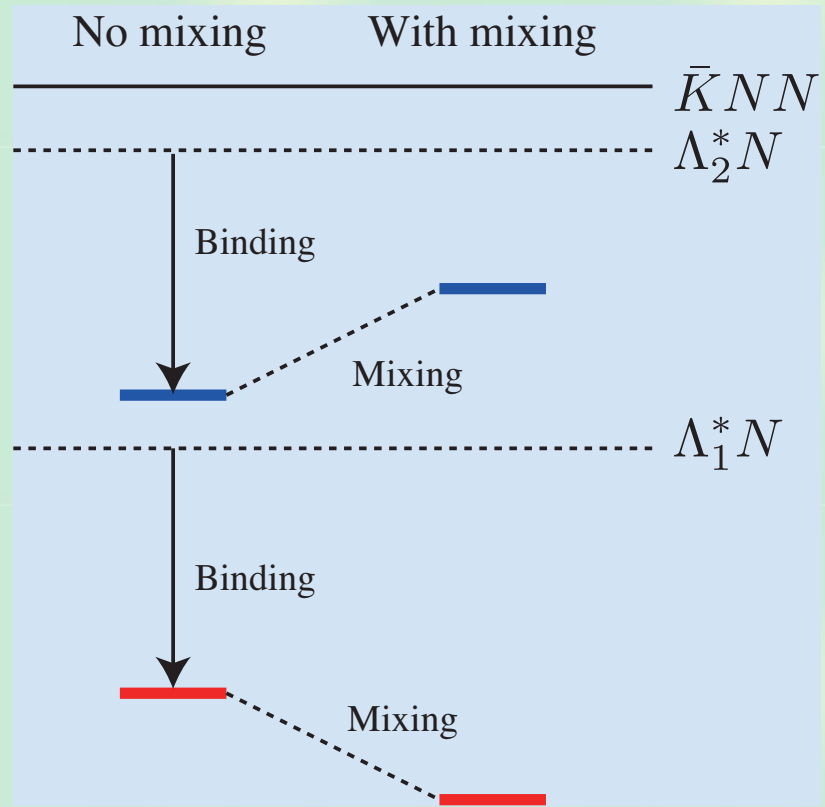 No mixing With mixing
K̄NN
Λ₂*N
Binding
Mixing
Λ₁*N
Binding
Mixing